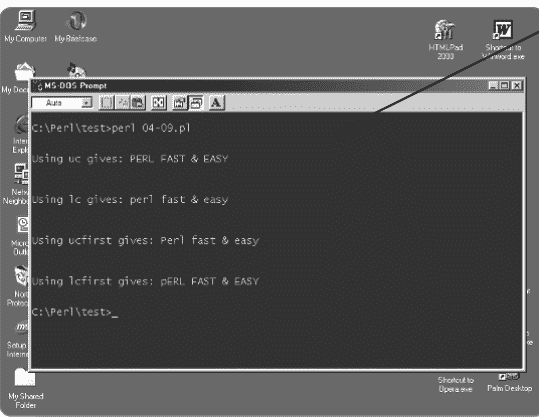 My Computer
My Briefcase
HTMLPad
2000
Shortcut to
Winword.exe
MS-DOS Prompt
Auto
C:\Perl\test>perl 04-09.pl
Using uc gives: PERL FAST & EASY
Using lc gives: perl fast & easy
Using ucfirst gives: Perl fast & easy
Using lcfirst gives: pERL FAST & EASY
C:\Perl\test>_
My Shared
Folder
Shortcut to
Opera.exe
Palm Desktop